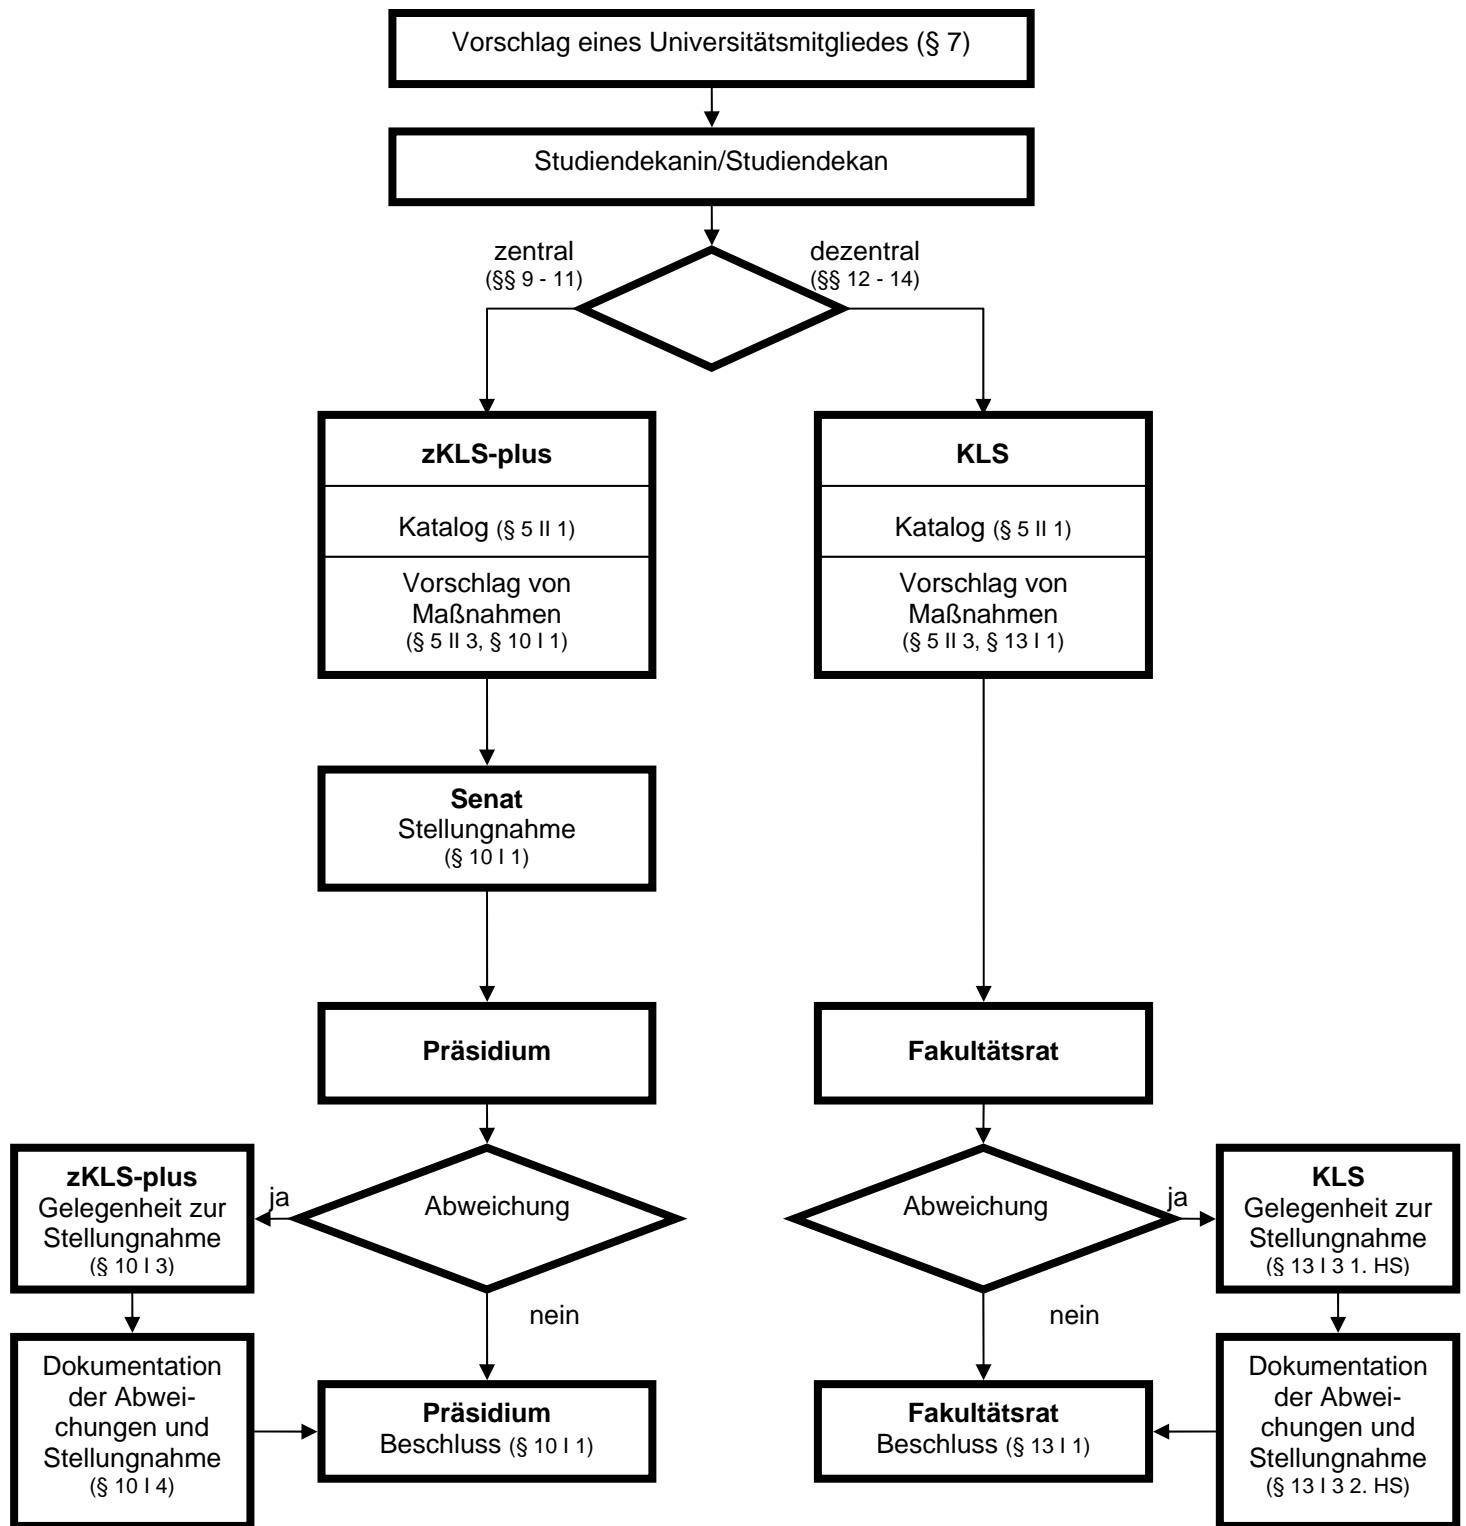 Vorschlag eines Universitätsmitgliedes (§ 7)
Studiendekanin/Studiendekan
zentral
(§§ 9 - 11)
dezentral
(§§ 12 - 14)
zKLS-plus
Katalog (§ 5 II 1)
Vorschlag von
Maßnahmen
(§ 5 II 3, § 10 I 1)
KLS
Katalog (§ 5 II 1)
Vorschlag von
Maßnahmen
(§ 5 II 3, § 13 I 1)
Senat
Stellungnahme
(§ 10 I 1)
Präsidium
Fakultätsrat
zKLS-plus
Gelegenheit zur
Stellungnahme
(§ 10 I 3)
ja
Abweichung
nein
Abweichung
ja
nein
KLS
Gelegenheit zur
Stellungnahme
(§ 13 I 3 1. HS)
Dokumentation
der Abwei-
chungen und
Stellungnahme
(§ 10 I 4)
Präsidium
Beschluss (§ 10 I 1)
Fakultätsrat
Beschluss (§ 13 I 1)
Dokumentation
der Abwei-
chungen und
Stellungnahme
(§ 13 I 3 2. HS)